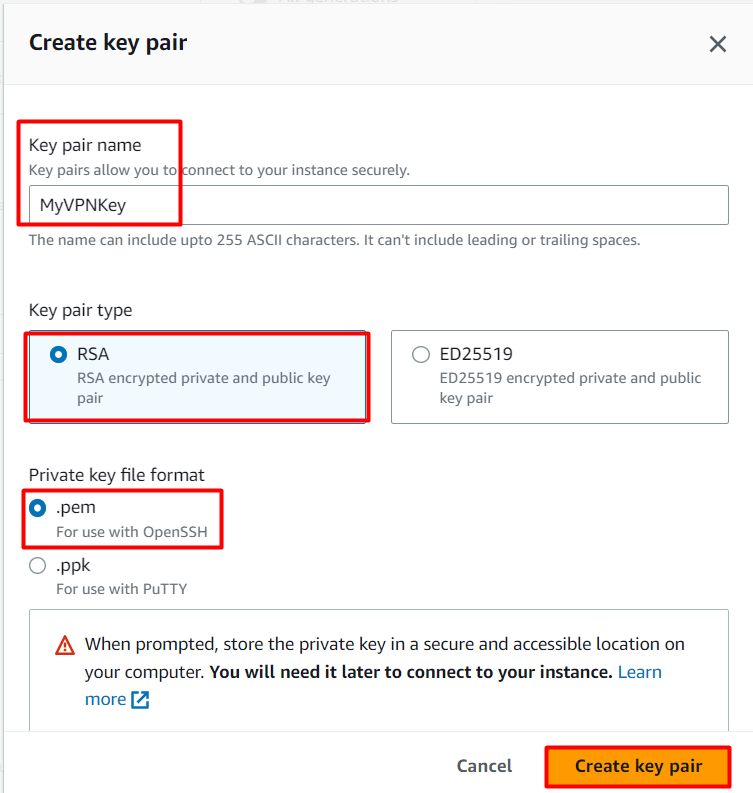 Create key pair
Key pair name
Key pairs allow you to connect to your instance securely.
MyVPNKey
The name can include upto 255 ASCII characters. It can't include leading or trailing spaces.
Key pair type
RSA
RSA encrypted private and public key
pair
ED25519
ED25519 encrypted private and public
key pair
Private key file format
.pem
For use with OpenSSH
.ppk
For use with PuTTY
When prompted, store the private key in a secure and accessible location on
your computer. You will need it later to connect to your instance. Learn
more
Cancel
Create key pair